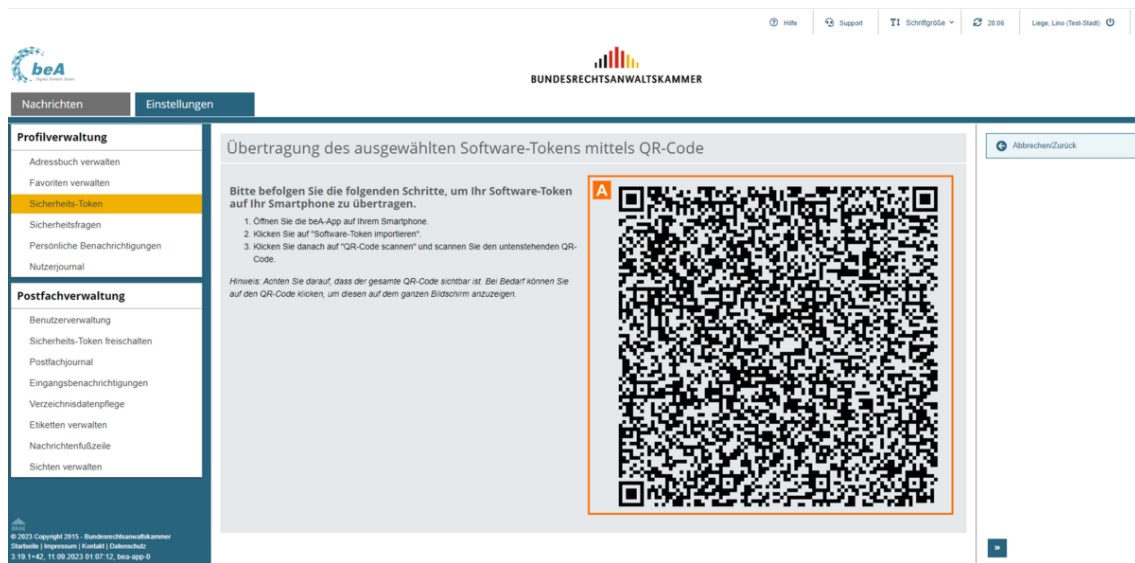 Hilfe
Support
Schriftgröße
28:06
Liege, Lino (Test-Stadt)
beA
BUNDESRECHTSANWALTSKAMMER
Nachrichten
Einstellungen
Profilverwaltung
Adressbuch verwalten
Favoriten verwalten
Sicherheits-Token
Sicherheitsfragen
Persönliche Benachrichtigungen
Nutzerjournal
Postfachverwaltung
Benutzerverwaltung
Sicherheits-Token freischalten
Postfachjournal
Eingangsbenachrichtigungen
Verzeichnisdatenpflege
Etiketten verwalten
Nachrichtenfußzeile
Sichten verwalten
BRAK
© 2023 Copyright 2015 - Bundesrechtsanwaltskammer
Startseite | Impressum | Kontakt | Datenschutz
3.19.1+42, 11.09.2023 01:07:12, bea-app-0
Übertragung des ausgewählten Software-Tokens mittels QR-Code
Bitte befolgen Sie die folgenden Schritte, um Ihr Software-Token
auf Ihr Smartphone zu übertragen.
1. Öffnen Sie die beA-App auf Ihrem Smartphone.
2. Klicken Sie auf "Software-Token importieren".
3. Klicken Sie danach auf "QR-Code scannen" und scannen Sie den untenstehenden QR-
Code.
Hinweis: Achten Sie darauf, dass der gesamte QR-Code sichtbar ist. Bei Bedarf können Sie
auf den QR-Code klicken, um diesen auf dem ganzen Bildschirm anzuzeigen.
A
Abbrechen/Zurück